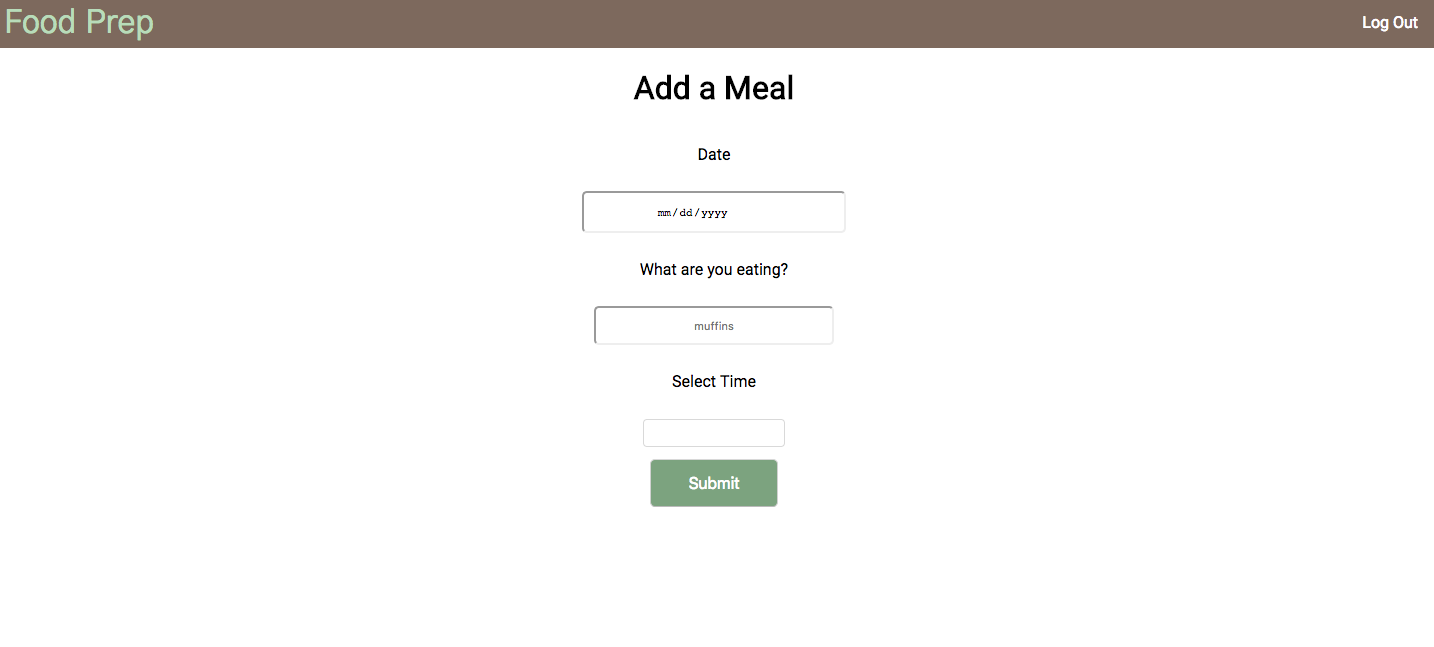 Food Prep
Log Out
Add a Meal
Date
mm/dd/yyyy
What are you eating?
muffins
Select Time
Submit